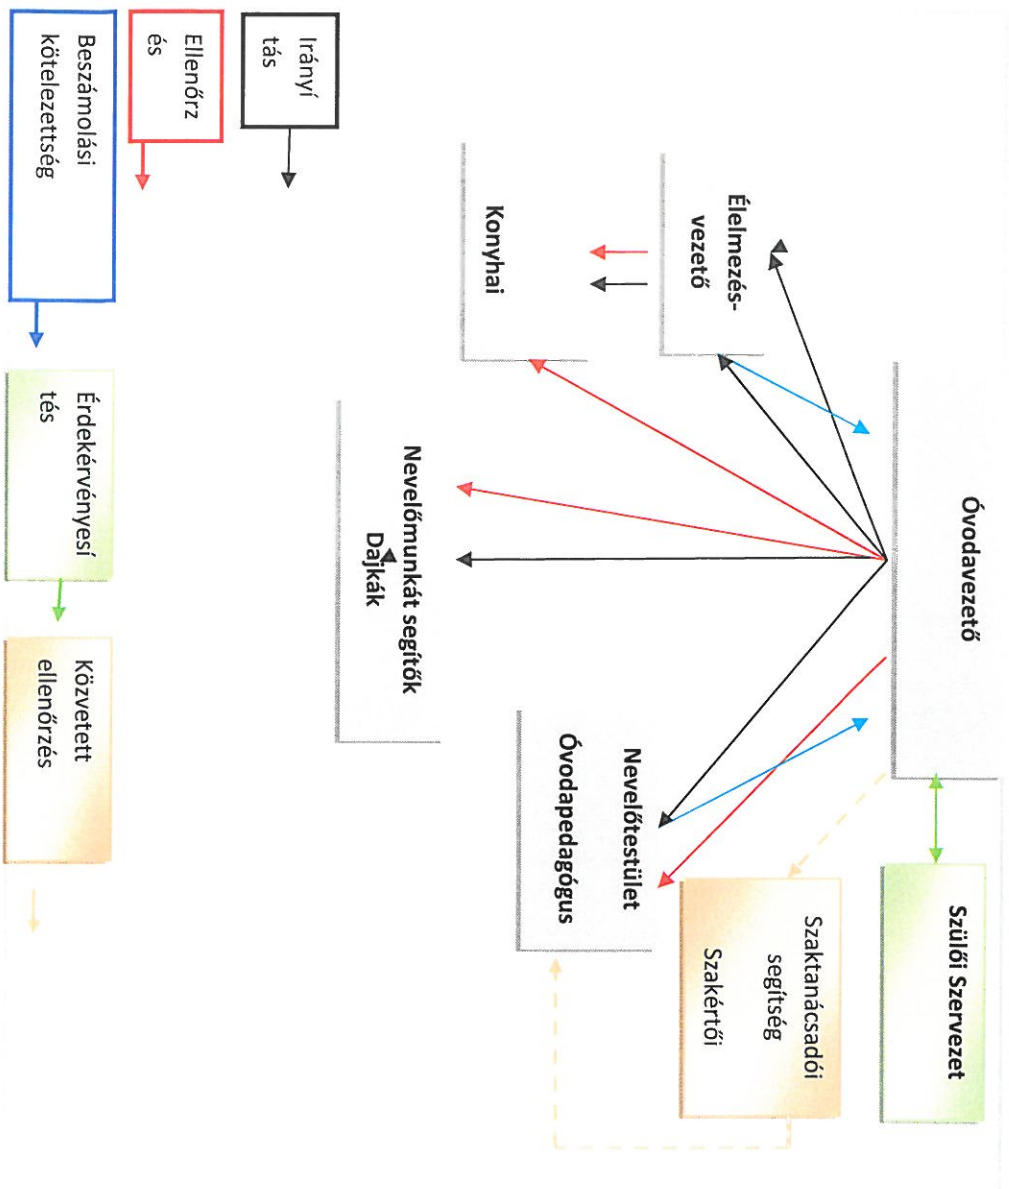 Óvodavezető
Szülői Szervezet
Élelmezés-
vezető
Szaktanácsadói
segítség
Szakértői
Konyhai
Nevelőtestület
Óvodapedagógus
Nevelőmunkát segítők
Dajkák
Irányí
tás
Ellenőrz
és
Beszámolási
kötelezettség
Érdekérvényesí
tés
Közvetett
ellenőrzés